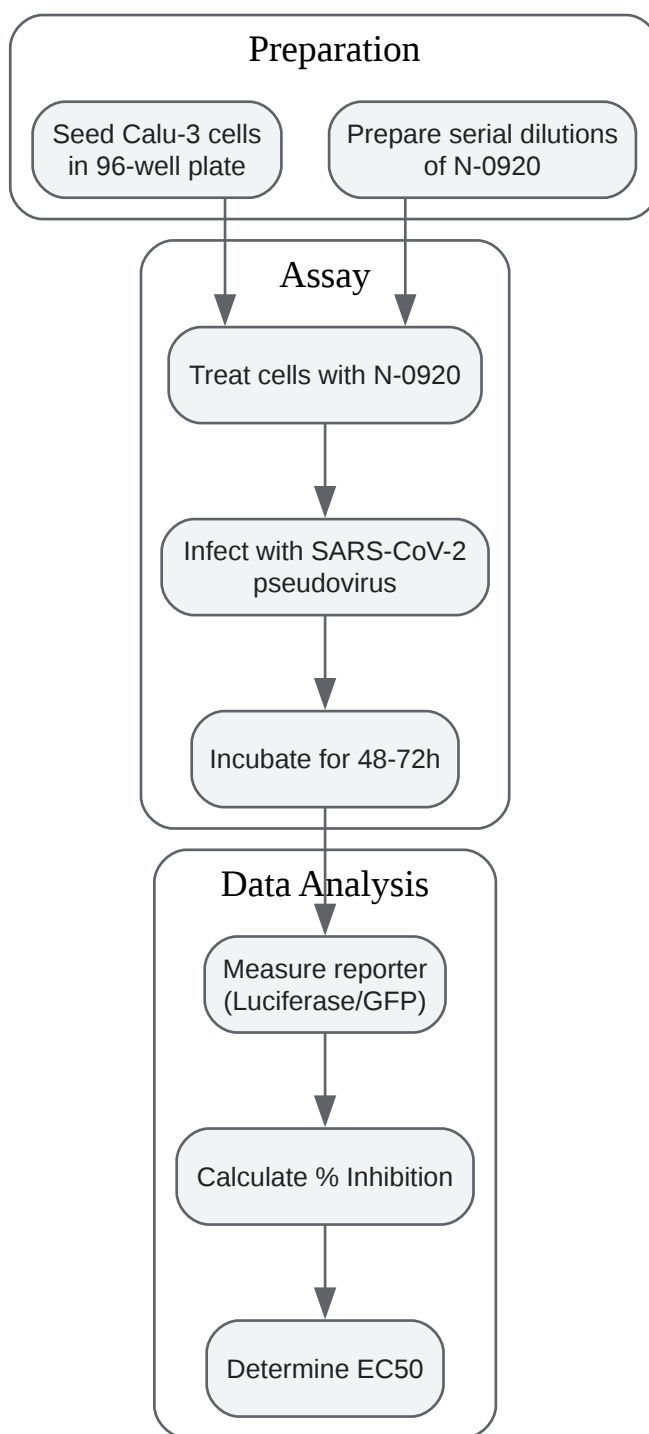 Preparation
Seed Calu-3 cells
in 96-well plate
Prepare serial dilutions
of N-0920
Assay
Treat cells with N-0920
Infect with SARS-CoV-2
pseudovirus
Incubate for 48-72h
Data Analysis
Measure reporter
(Luciferase/GFP)
Calculate % Inhibition
Determine EC50